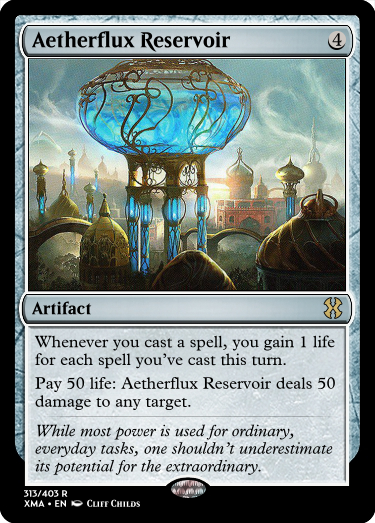 Aetherflux Reservoir 4
Artifact
Whenever you cast a spell, you gain 1 life
for each spell you've cast this turn.
Pay 50 life: Aetherflux Reservoir deals 50
damage to any target.
While most power is used for ordinary,
everyday tasks, one shouldn't underestimate
its potential for the extraordinary.
313/403 R
XMA • EN Cliff Childs